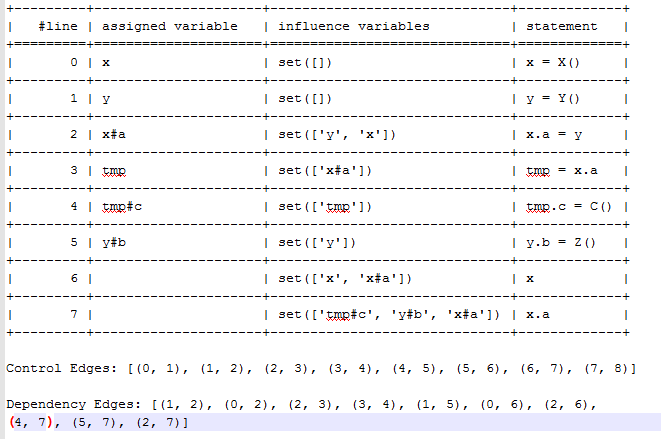 #line | assigned variable | influence variables | statement
0 | x | set([]) | x = X()
1 | y | set([]) | y = Y()
2 | x#a | set(['y', 'x']) | x.a = y
3 | tmp | set(['x#a']) | tmp = x.a
4 | tmp#c | set(['tmp']) | tmp.c = C()
5 | y#b | set(['y']) | y.b = Z()
6 | | set(['x', 'x#a']) | x
7 | | set(['tmp#c', 'y#b', 'x#a']) | x.a
Control Edges: [(0, 1), (1, 2), (2, 3), (3, 4), (4, 5), (5, 6), (6, 7), (7, 8)]
Dependency Edges: [(1, 2), (0, 2), (2, 3), (3, 4), (1, 5), (0, 6), (2, 6),
(4, 7), (5, 7), (2, 7)]